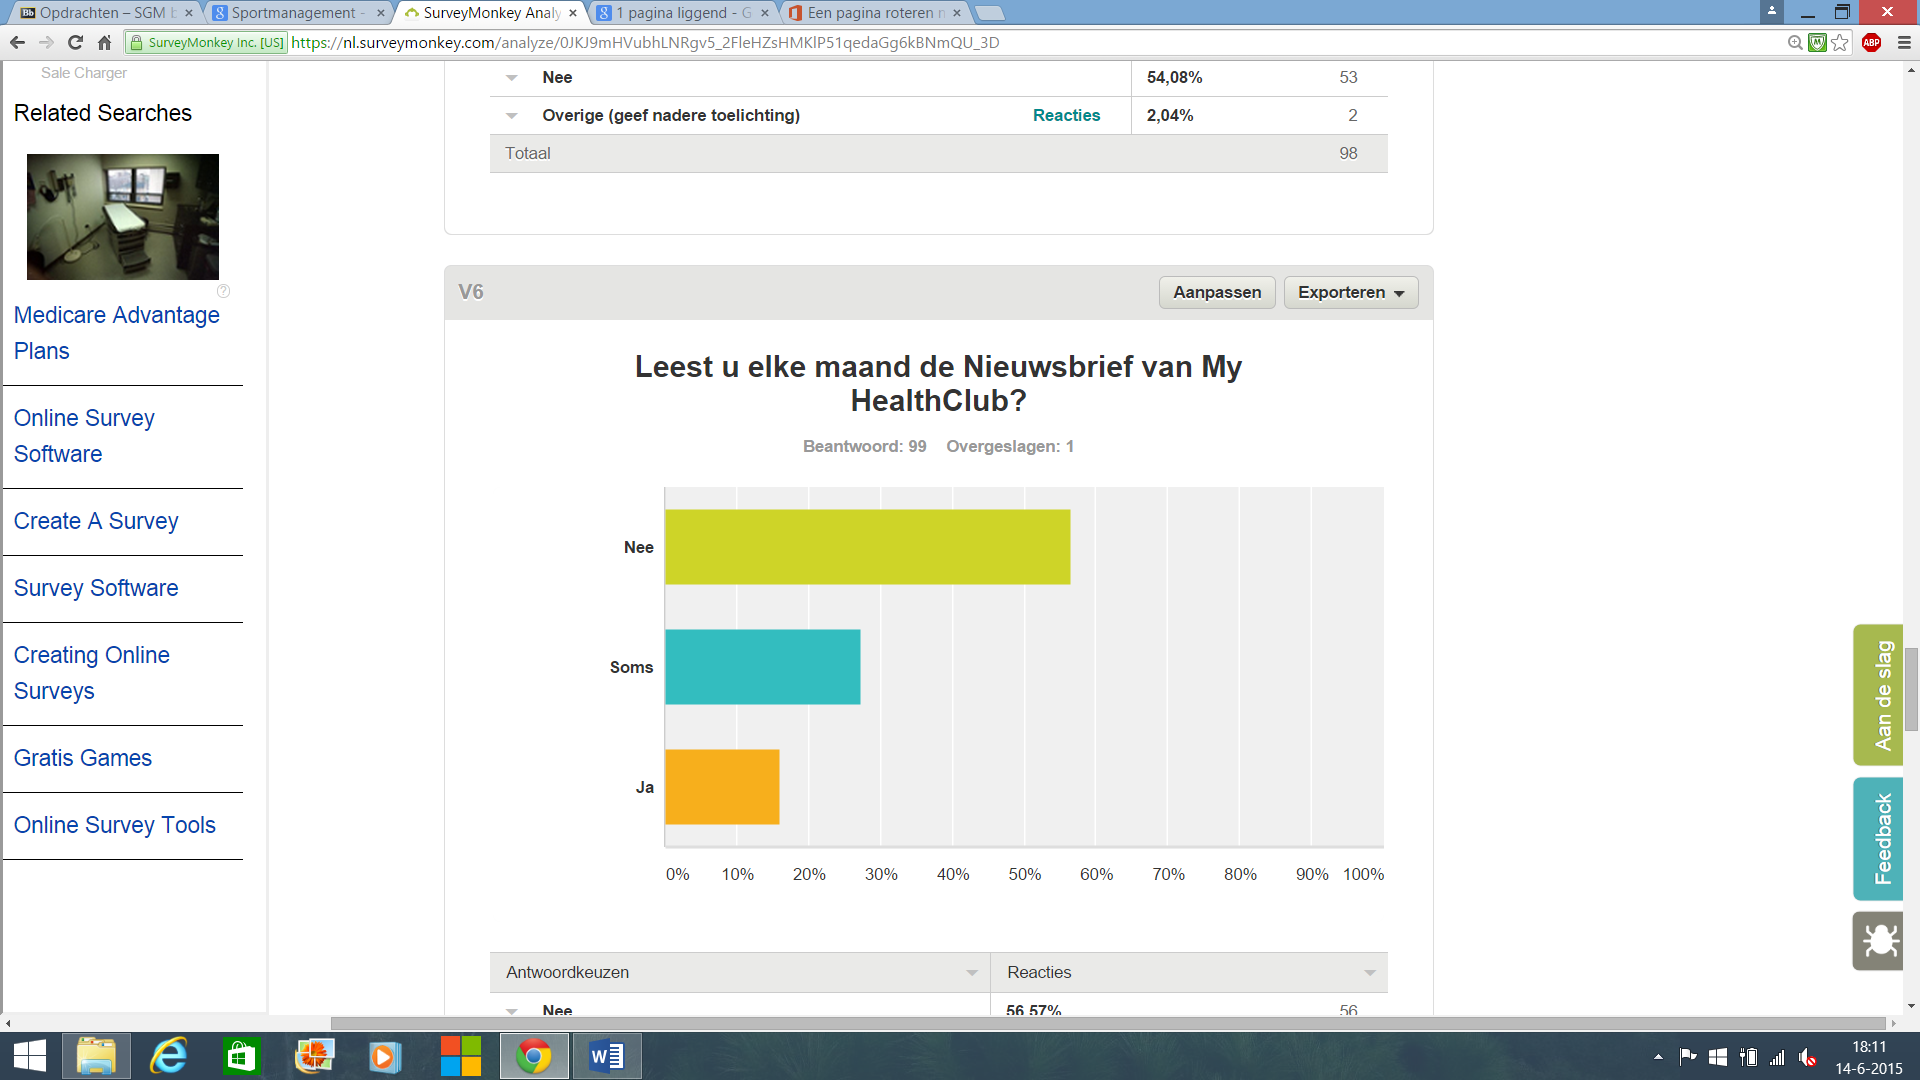 Opdrachten – SGM b
Sportmanagement -
SurveyMonkey Analy
1 pagina liggend - G
Een pagina roteren n
SurveyMonkey Inc. [US]
https://nl.surveymonkey.com/analyze/0JKJ9mHVubhLNRgv5_2FleHZsHMKlP51qedaGg6kBNmQU_3D
ABP
Sale Charger
Related Searches
Medicare Advantage
Plans
Online Survey
Software
Create A Survey
Survey Software
Creating Online
Surveys
Gratis Games
Online Survey Tools
Nee 54,08% 53
Overige (geef nadere toelichting) Reacties 2,04% 2
Totaal 98
V6 Aanpassen Exporteren
Leest u elke maand de Nieuwsbrief van My
HealthClub?
Beantwoord: 99 Overgeslagen: 1
Nee
Soms
Ja
0% 10% 20% 30% 40% 50% 60% 70% 80% 90% 100%
Antwoordkeuzen Reacties
Nee 56,57% 56
Aan de slag
Feedback
18:11
14-6-2015